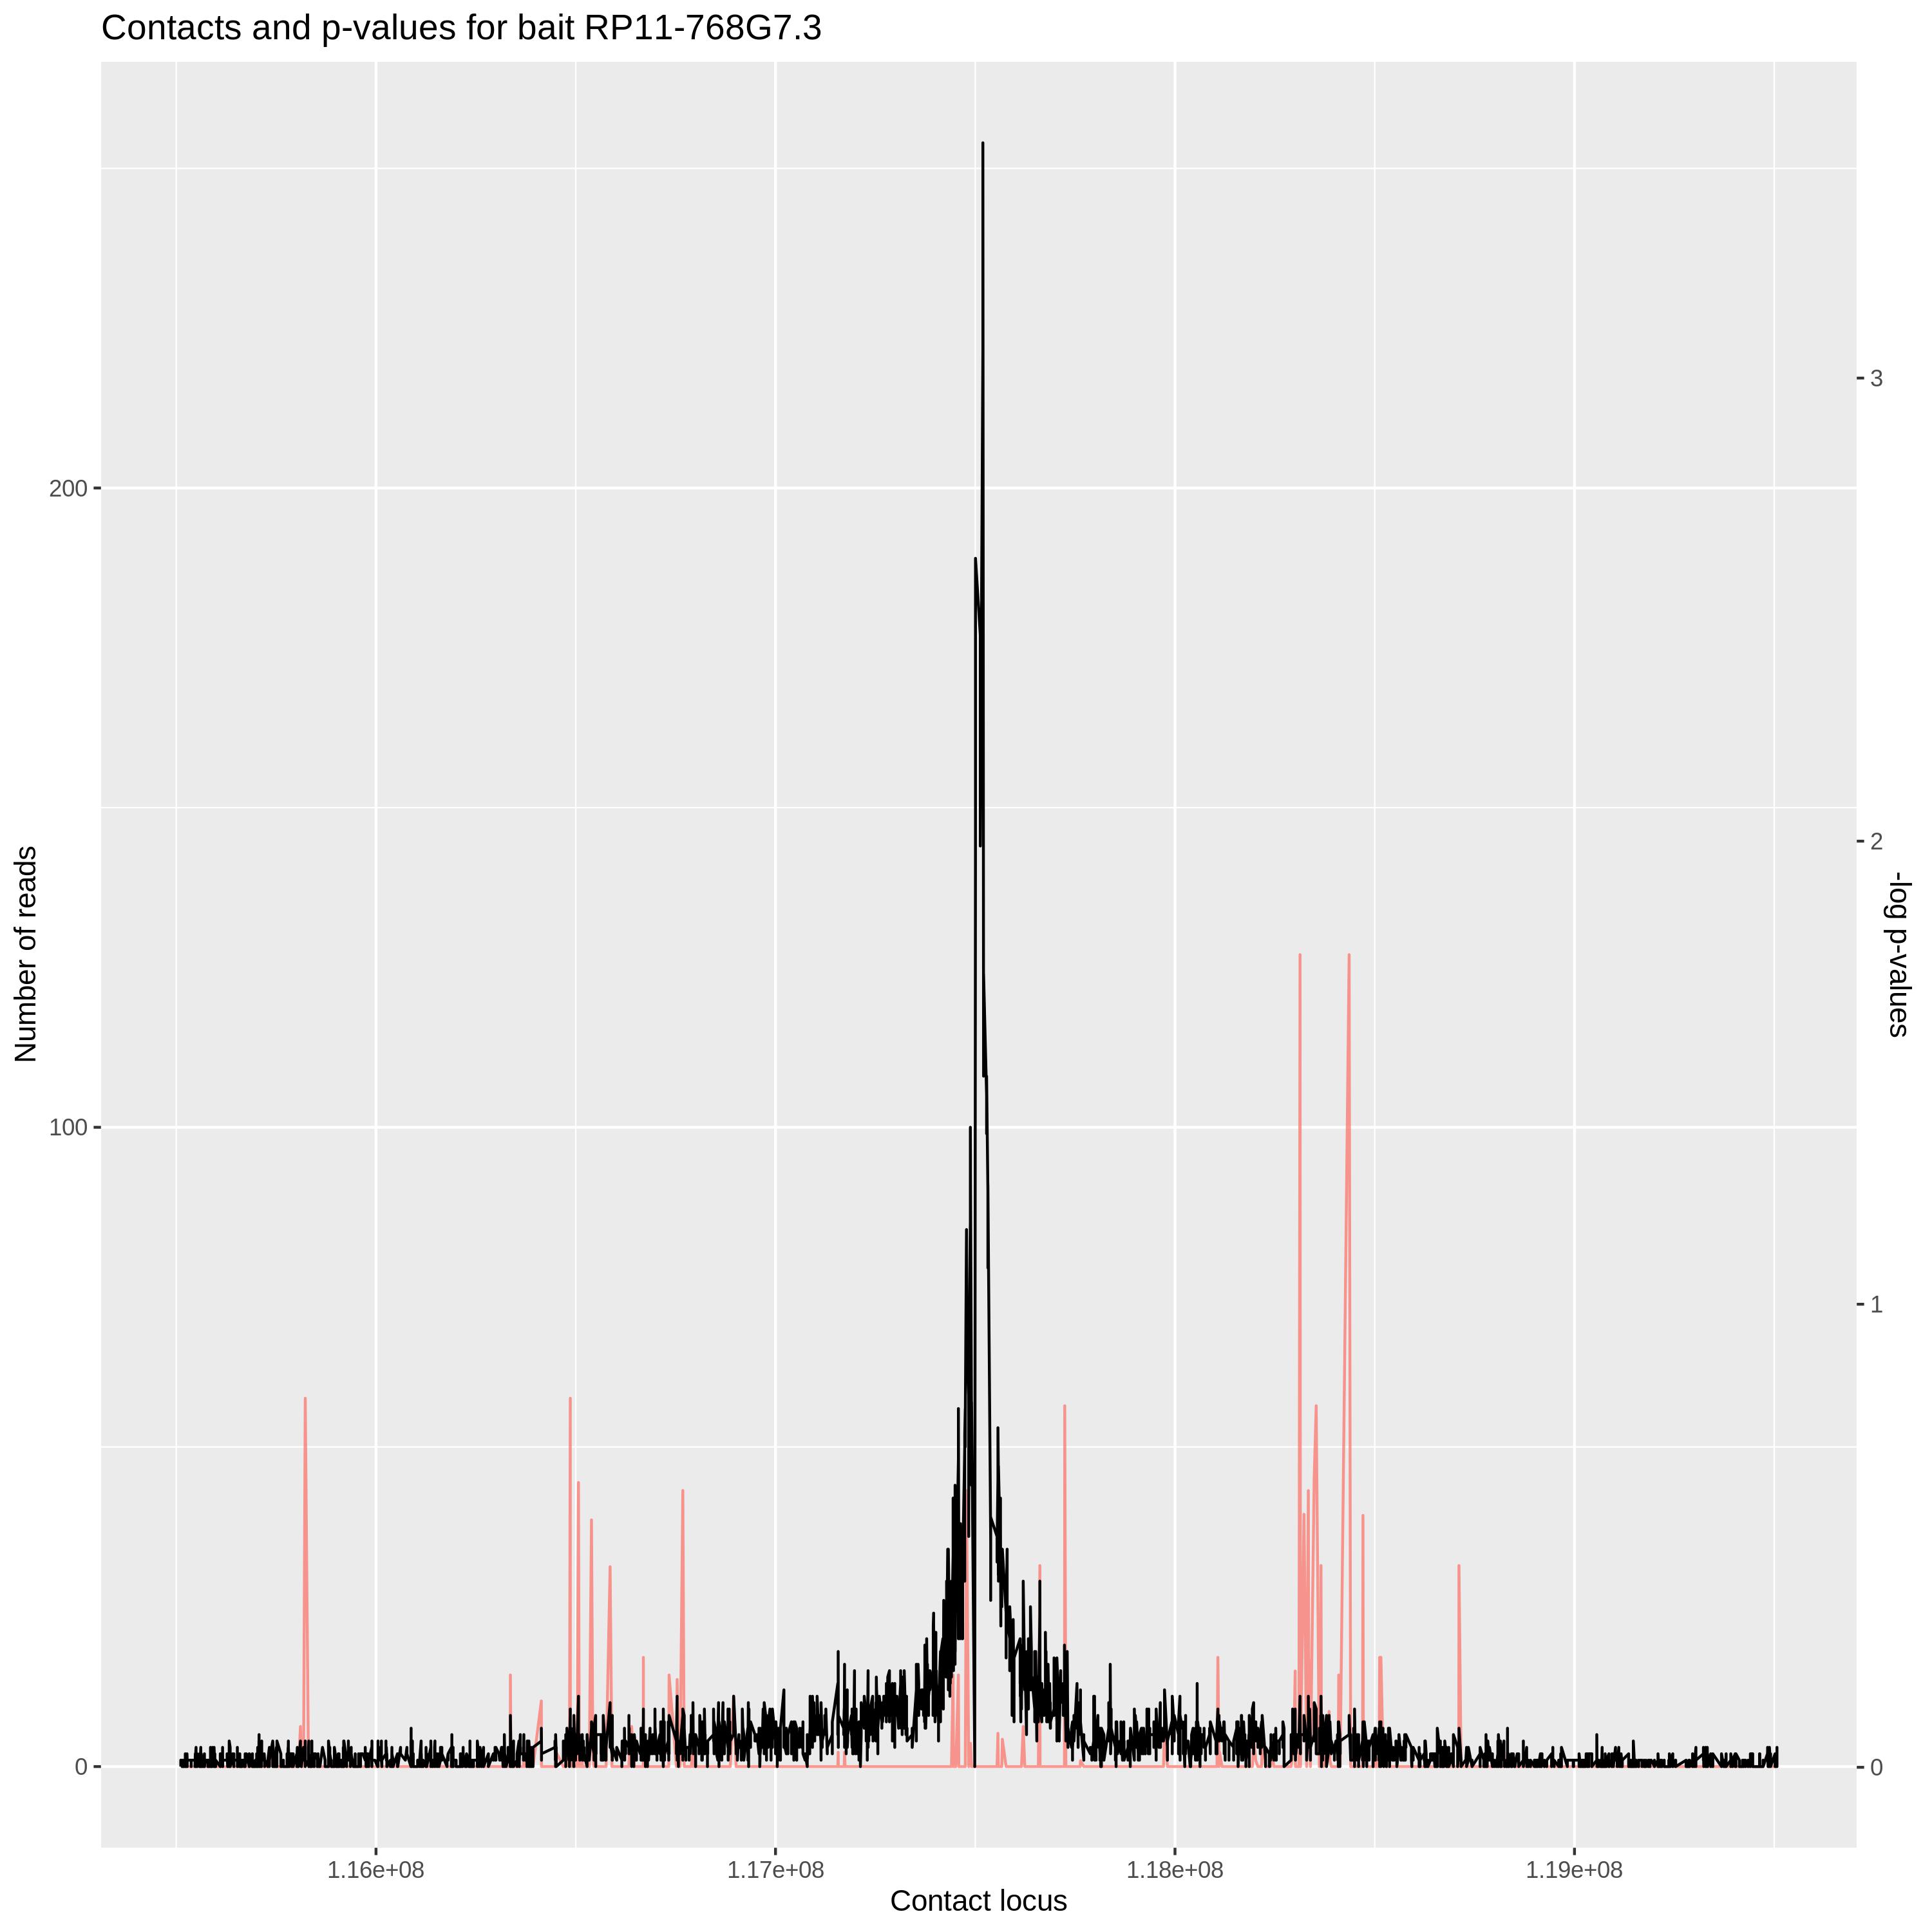 Contacts and p-values for bait RP11-768G7.3
Number of reads
200
100
0
3
2
1
0
-log p-values
1.16e+08
1.17e+08
1.18e+08
1.19e+08
Contact locus